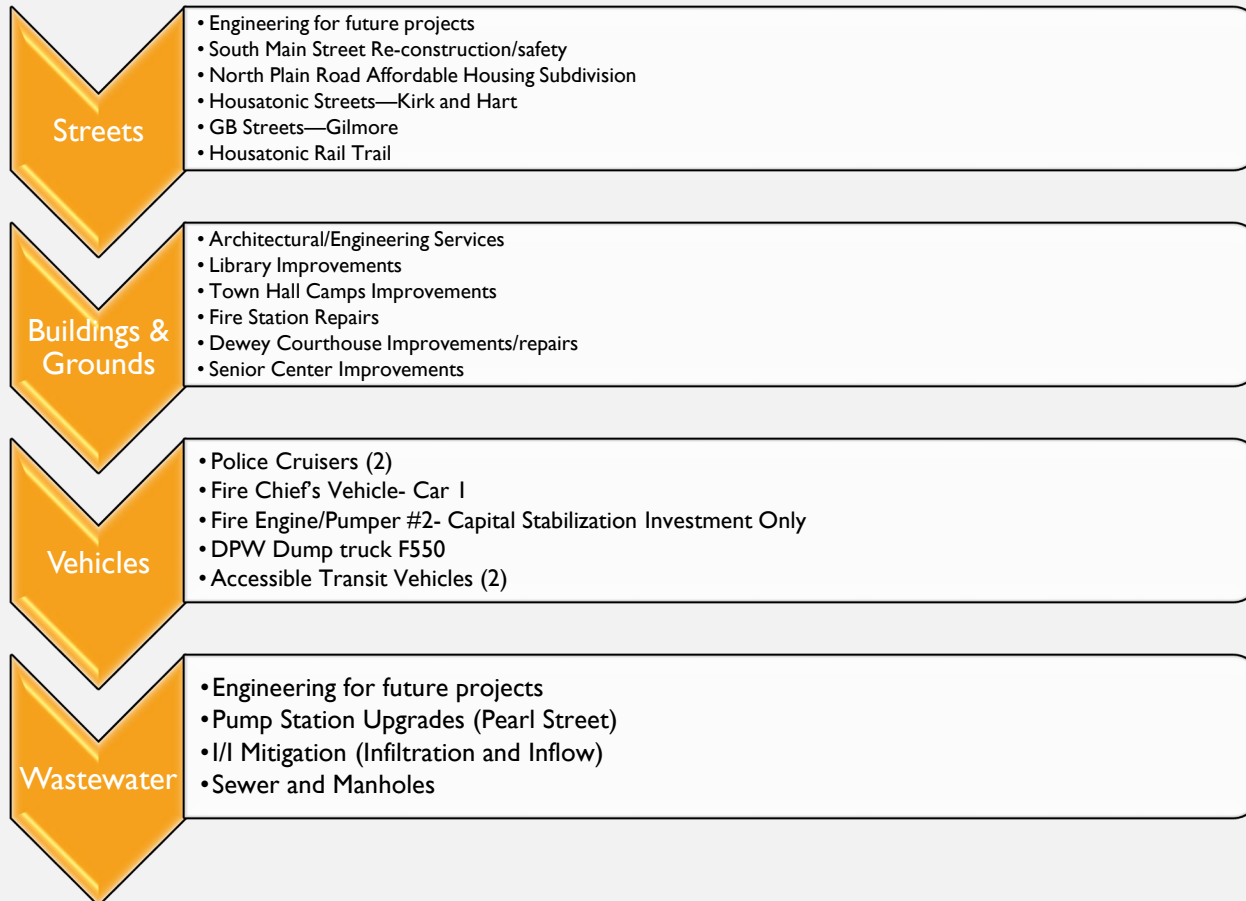 Streets
• Engineering for future projects
• South Main Street Re-construction/safety
• North Plain Road Affordable Housing Subdivision
• Housatonic Streets—Kirk and Hart
• GB Streets—Gilmore
• Housatonic Rail Trail
Buildings &
Grounds
• Architectural/Engineering Services
• Library Improvements
• Town Hall Camps Improvements
• Fire Station Repairs
• Dewey Courthouse Improvements/repairs
• Senior Center Improvements
Vehicles
• Police Cruisers (2)
• Fire Chief's Vehicle- Car 1
• Fire Engine/Pumper #2- Capital Stabilization Investment Only
• DPW Dump truck F550
• Accessible Transit Vehicles (2)
Wastewater
• Engineering for future projects
• Pump Station Upgrades (Pearl Street)
• I/I Mitigation (Infiltration and Inflow)
• Sewer and Manholes